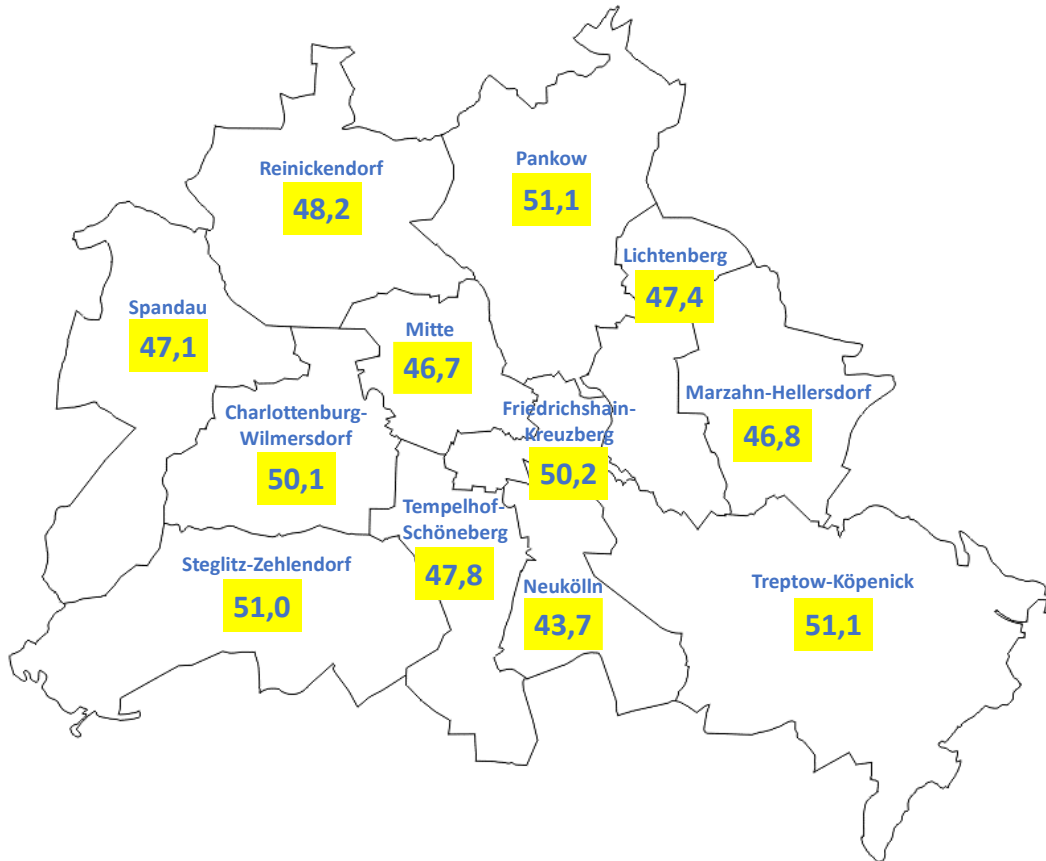 Pankow
51,1
Reinickendorf
48,2
Lichtenberg
47,4
Spandau
47,1
Mitte
46,7
Marzahn-Hellersdorf
46,8
Charlottenburg-
Wilmersdorf
50,1
Friedrichshain-
Kreuzberg
50,2
Tempelhof-
Schöneberg
47,8
Steglitz-Zehlendorf
51,0
Neukölln
43,7
Treptow-Köpenick
51,1